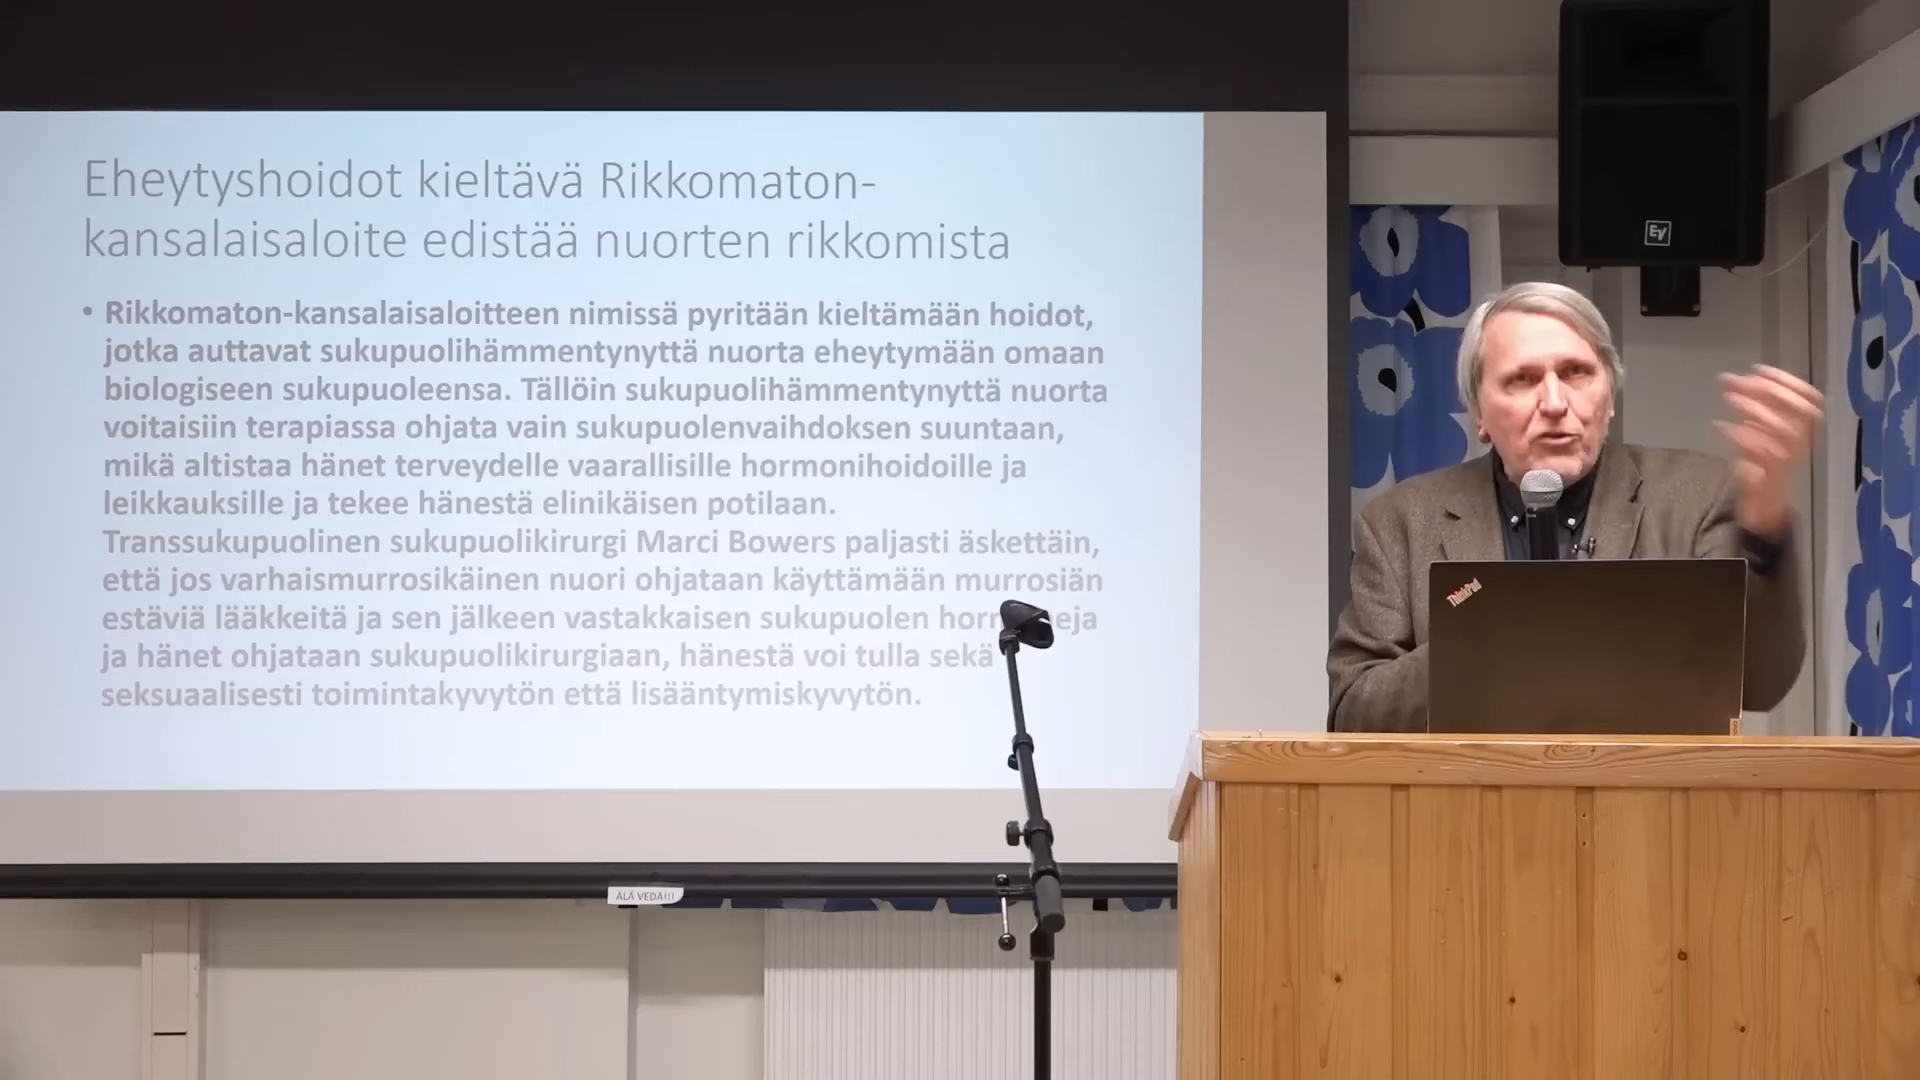 Eheytyshoidot kieltävä Rikkomaton-
kansalaisaloite edistää nuorten rikkomista
• Rikkomaton-kansalaisaloitteen nimissä pyritään kieltämään hoidot,
jotka auttavat sukupuolihämmentynyttä nuorta eheytymään omaan
biologiseen sukupuoleensa. Tällöin sukupuolihämmentynyttä nuorta
voitaisiin terapiassa ohjata vain sukupuolenvaihdoksen suuntaan,
mikä altistaa hänet terveydelle vaarallisille hormonihoidoille ja
leikkauksille ja tekee hänestä elinikäisen potilaan.
Transsukupuolinen sukupuolikirurgi Marci Bowers paljasti äskettäin,
että jos varhaismurrosikäinen nuori ohjataan käyttämään murrosiän
estäviä lääkkeitä ja sen jälkeen vastakkaisen sukupuolen
ja hänet ohjataan sukupuolikirurgiaan, hänestä voi tulla sekä
seksuaalisesti toimintakyvytön että lisääntymiskyvytön.
EV
ThinkPad
ÄLÄ VEDÄ!!!